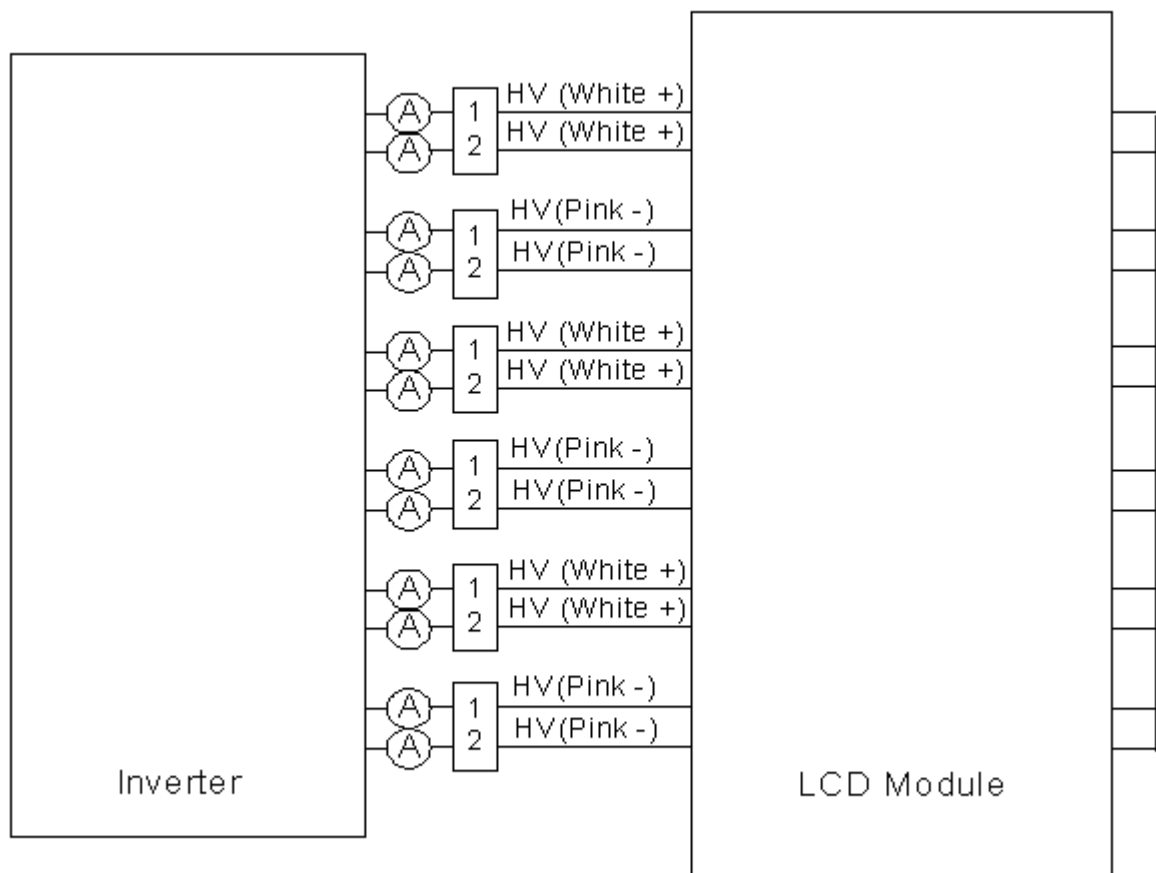 HV (White +)
A 1
HV (White +)
A 2
HV(Pink -)
A 1
HV(Pink -)
A 2
HV (White +)
A 1
HV (White +)
A 2
HV(Pink -)
A 1
HV(Pink -)
A 2
HV (White +)
A 1
HV (White +)
A 2
HV(Pink -)
A 1
HV(Pink -)
A 2
Inverter
LCD Module